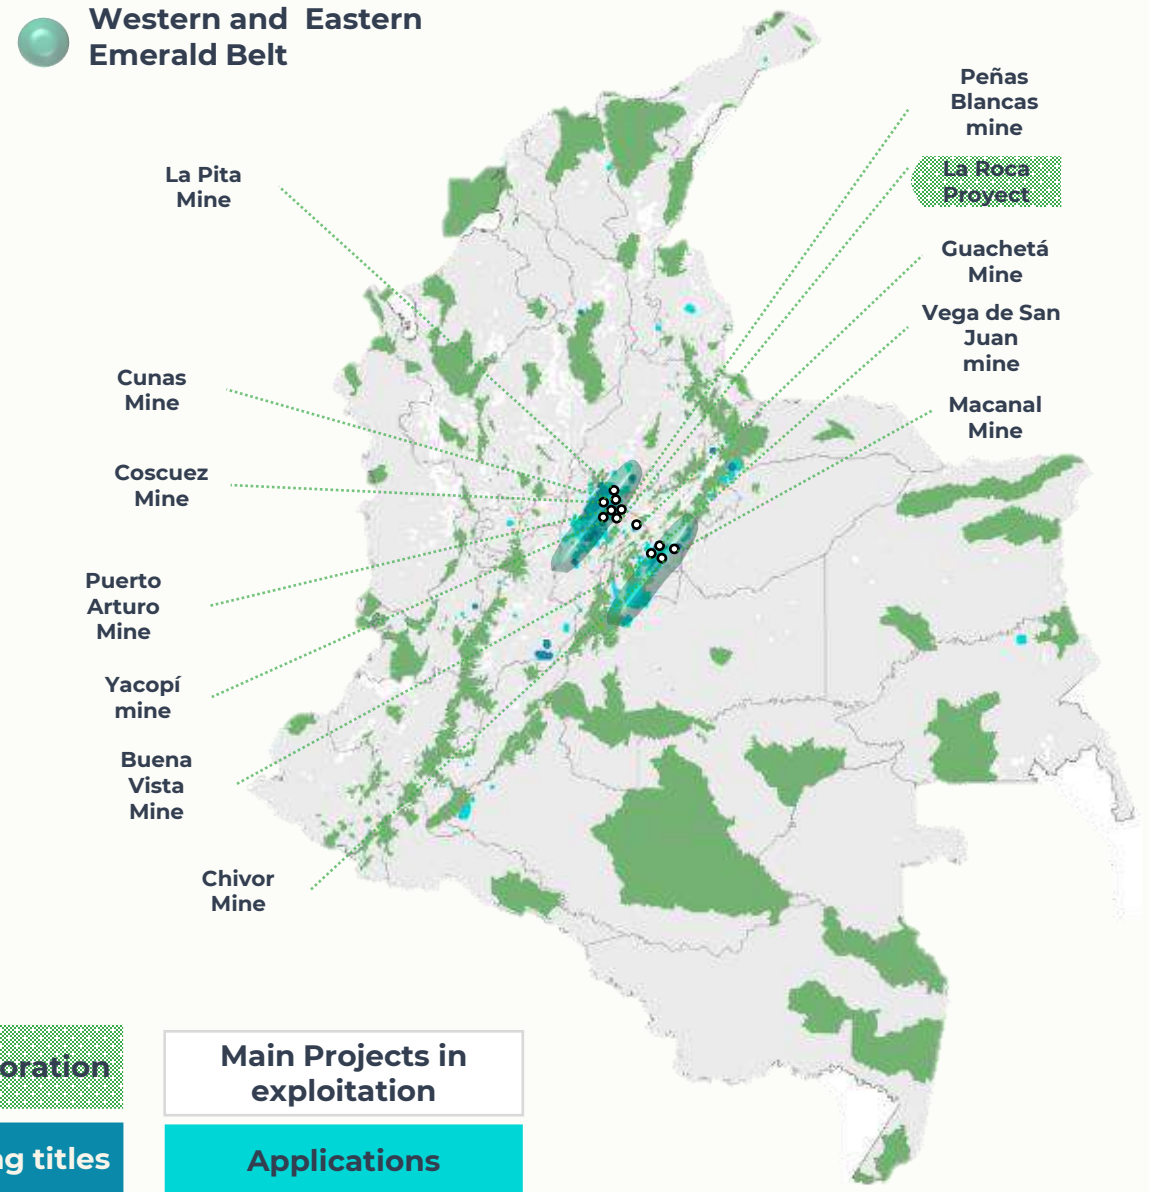 Western and Eastern
Emerald Belt
Peñas
Blancas
mine
La Roca
Proyect
Guachetá
Mine
Vega de San
Juan
mine
Macanal
Mine
La Pita
Mine
Cunas
Mine
Coscuez
Mine
Puerto
Arturo
Mine
Yacopí
mine
Buena
Vista
Mine
Chivor
Mine
oration
Main Projects in
exploitation
ng titles
Applications